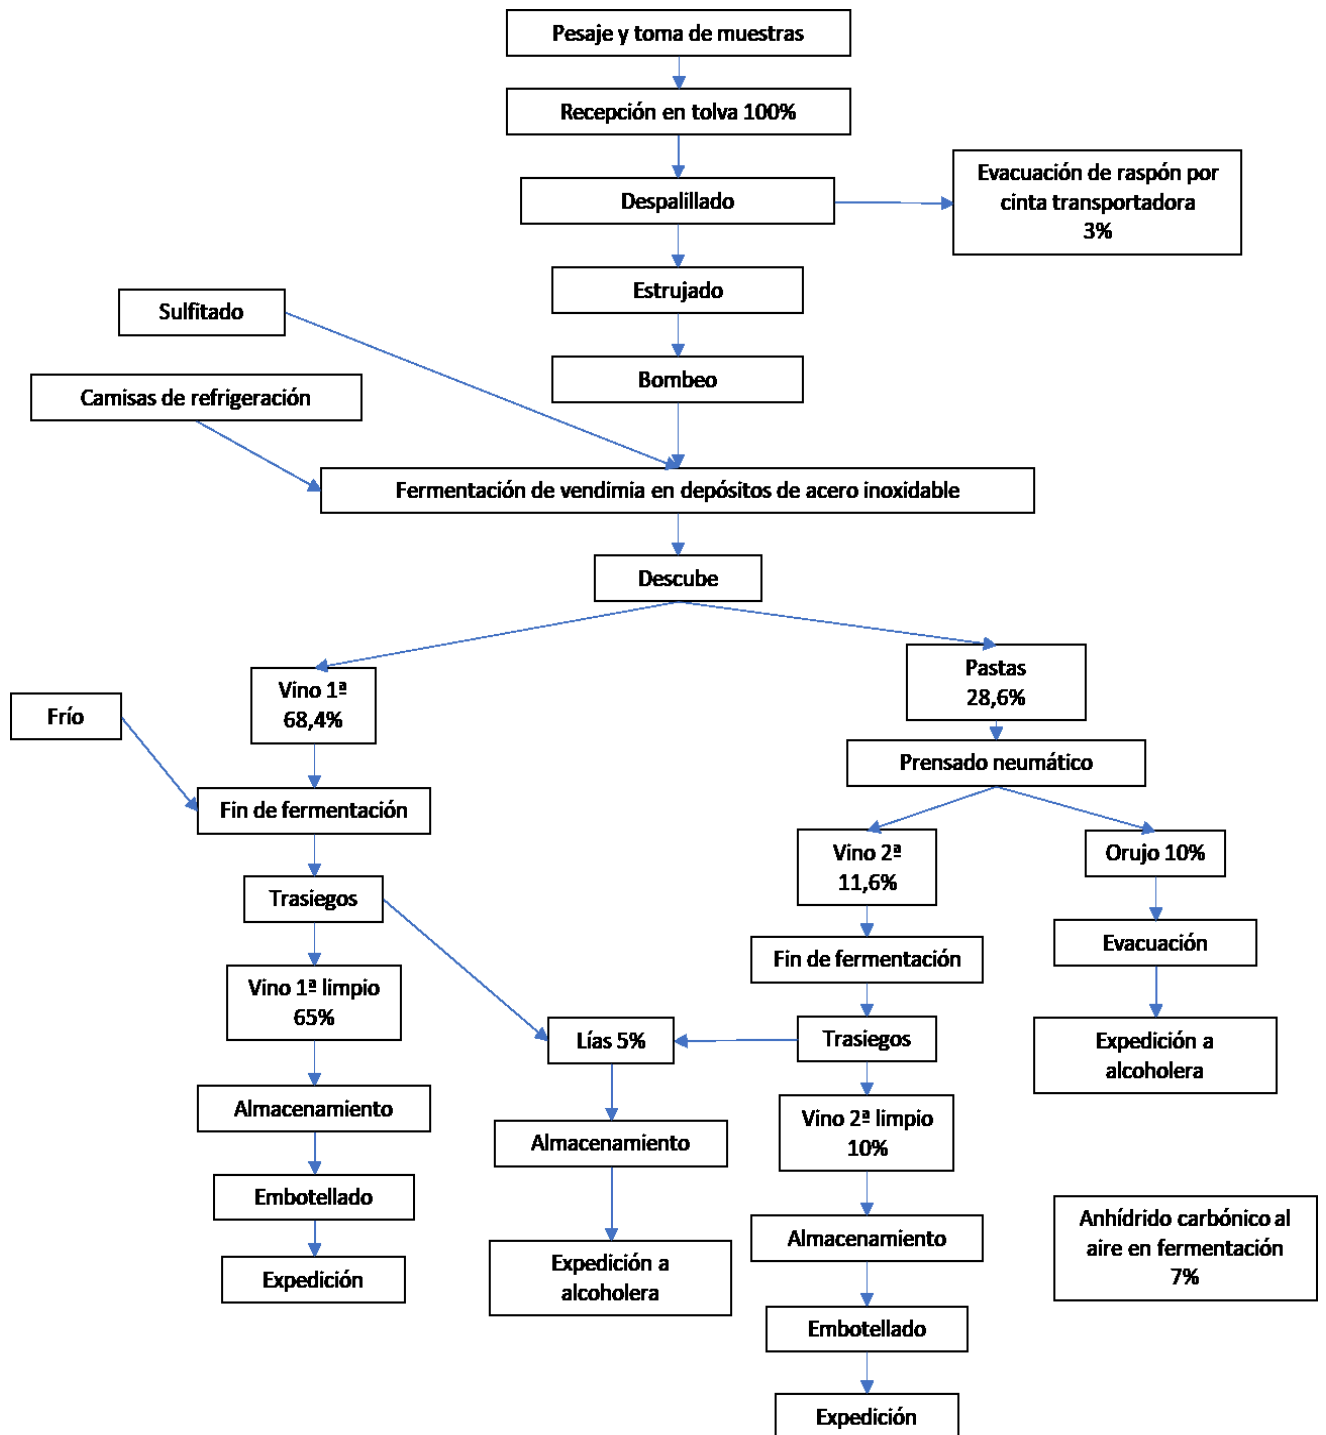 Pesaje y toma de muestras
Recepción en tolva 100%
Despalillado
Evacuación de raspón por
cinta transportadora
3%
Estrujado
Sulfitado
Bombeo
Camisas de refrigeración
Fermentación de vendimia en depósitos de acero inoxidable
Descube
Vino 1ª
68,4%
Pastas
28,6%
Frío
Prensado neumático
Fin de fermentación
Vino 2ª
11,6%
Orujo 10%
Trasiegos
Evacuación
Fin de fermentación
Vino 1ª limpio
65%
Lías 5%
Trasiegos
Expedición a
alcoholera
Almacenamiento
Almacenamiento
Vino 2ª limpio
10%
Embotellado
Almacenamiento
Anhídrido carbónico al
aire en fermentación
7%
Expedición
Expedición a
alcoholera
Embotellado
Expedición